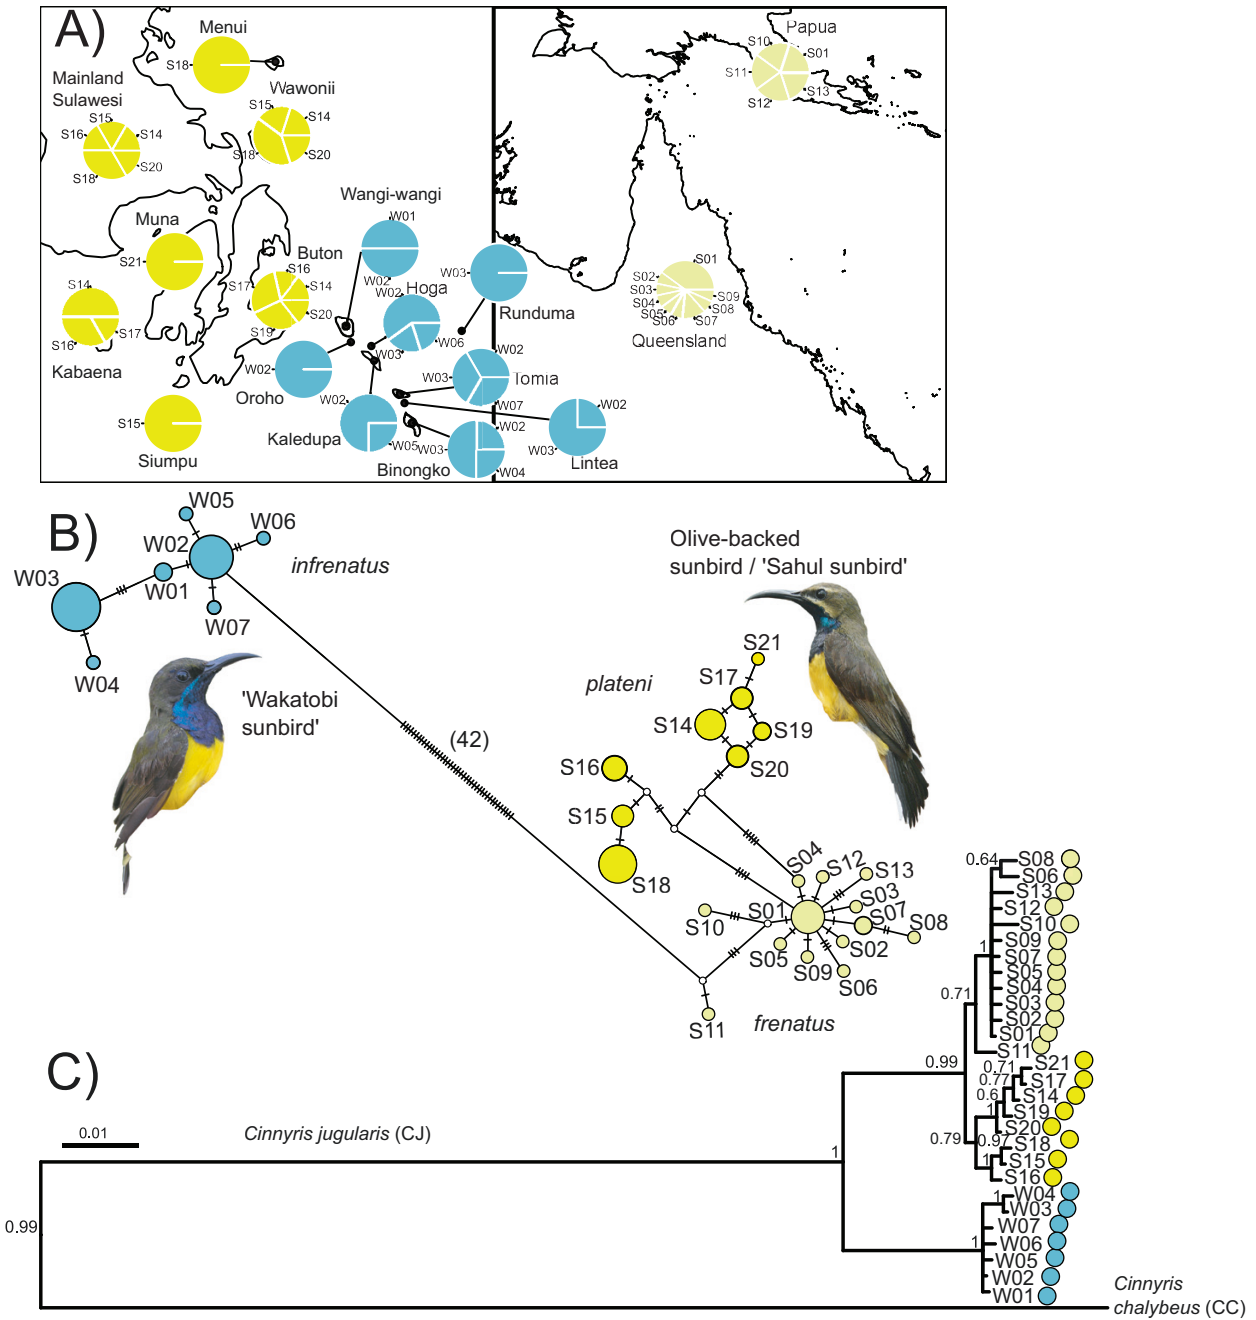 A)
Menui
S18
Mainland
Sulawesi
S15
S16
S14
S18
S20
Wawonii
S15
S14
S18
S20
Papua
S10
S01
S11
S13
S12
Wangi-wangi
W01
W02
Muna
S21
Buton
S16
S17
S14
S20
S19
S14
S17
S16
Kabaena
W02
Hoga
W06
W03
W03
Runduma
S01
S02
S03
S04
S05
S06
S07
S08
S09
Queensland
W02
Oroho
W02
W03
Tomia
W07
W02
W05
Kaledupa
W02
W03
W04
Binongko
W02
W03
Lintea
S15
Siumpu
B)
W05
W06
W02
W03
W01
W07
W04
infrenatus
'Wakatobi
sunbird'
(42)
Olive-backed
sunbird / 'Sahul sunbird'
plateni
S21
S17
S14
S19
S20
S16
S15
S18
S04
S12
S13
S03
S01
S07
S08
S10
S02
S05
S09
S06
S11
frenatus
C)
0.01
Cinnyris jugularis (CJ)
0.99
1
0.99
0.71
1
0.64
S08
S06
S13
S12
S10
S09
S07
S05
S04
S03
S02
S01
S11
0.71
S21
0.77
S17
0.6
S14
1
S19
S20
0.79
0.97
S18
1
S15
S16
1
W04
W03
W07
1
W06
W05
W02
W01
Cinnyris
chalybeus (CC)